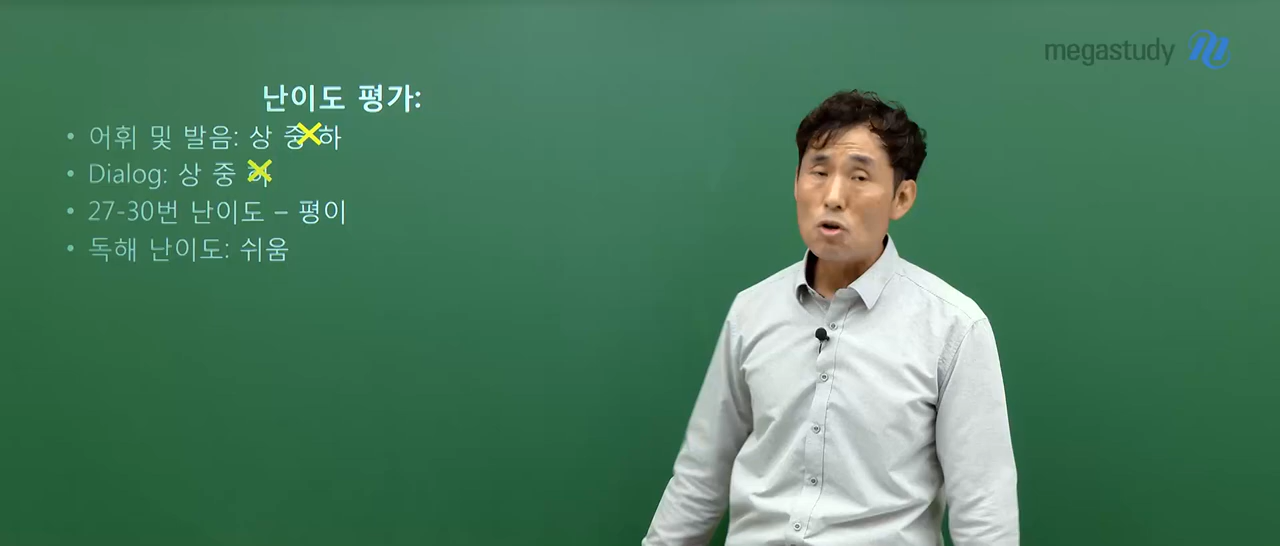 megastudy
난이도 평가:
• 어휘 및 발음: 상 중 하
• Dialog: 상 중 하
• 27-30번 난이도 – 평이
• 독해 난이도: 쉬움